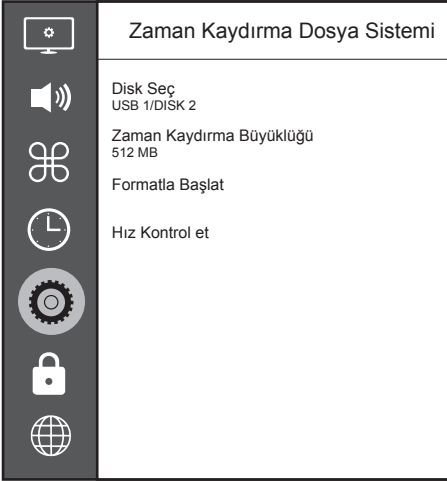 Zaman Kaydırma Dosya Sistemi
Disk Seç
USB 1/DISK 2
Zaman Kaydırma Büyüklüğü
512 MB
Formatla Başlat
Hız Kontrol et